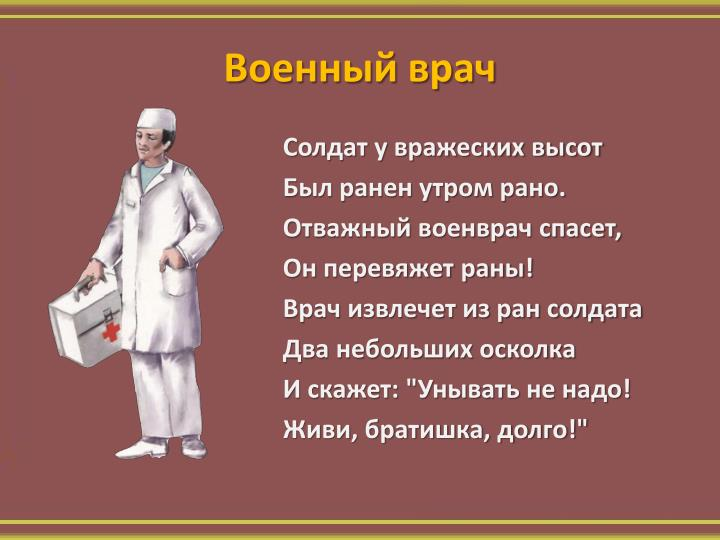 Военный врач
Солдат у вражеских высот
Был ранен утром рано.
Отважный военврач спасет,
Он перевяжет раны!
Врач извлечет из ран солдата
Два небольших осколка
И скажет: "Унывать не надо!
Живи, братишка, долго!"